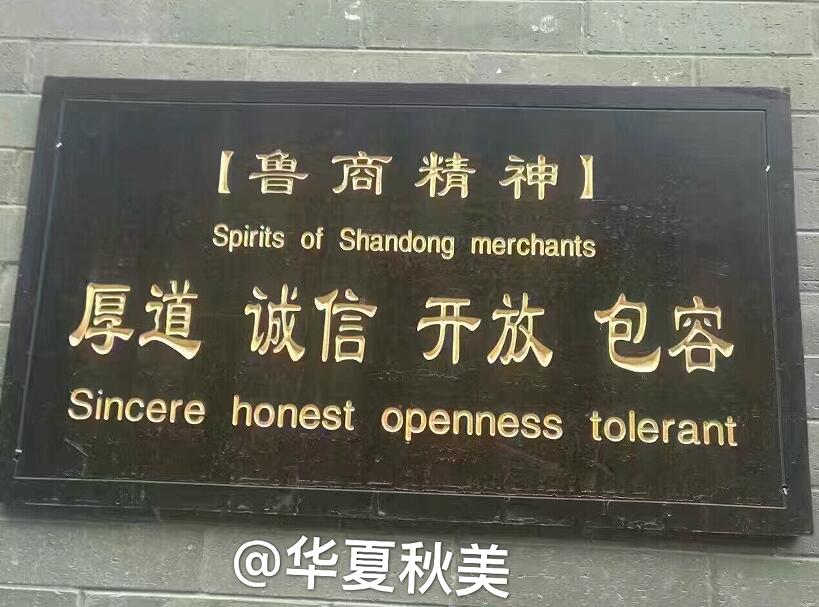 【鲁商精神】
Spirits of Shandong merchants
厚道 诚信 开放 包容
Sincere honest openness tolerant
@华夏秋美